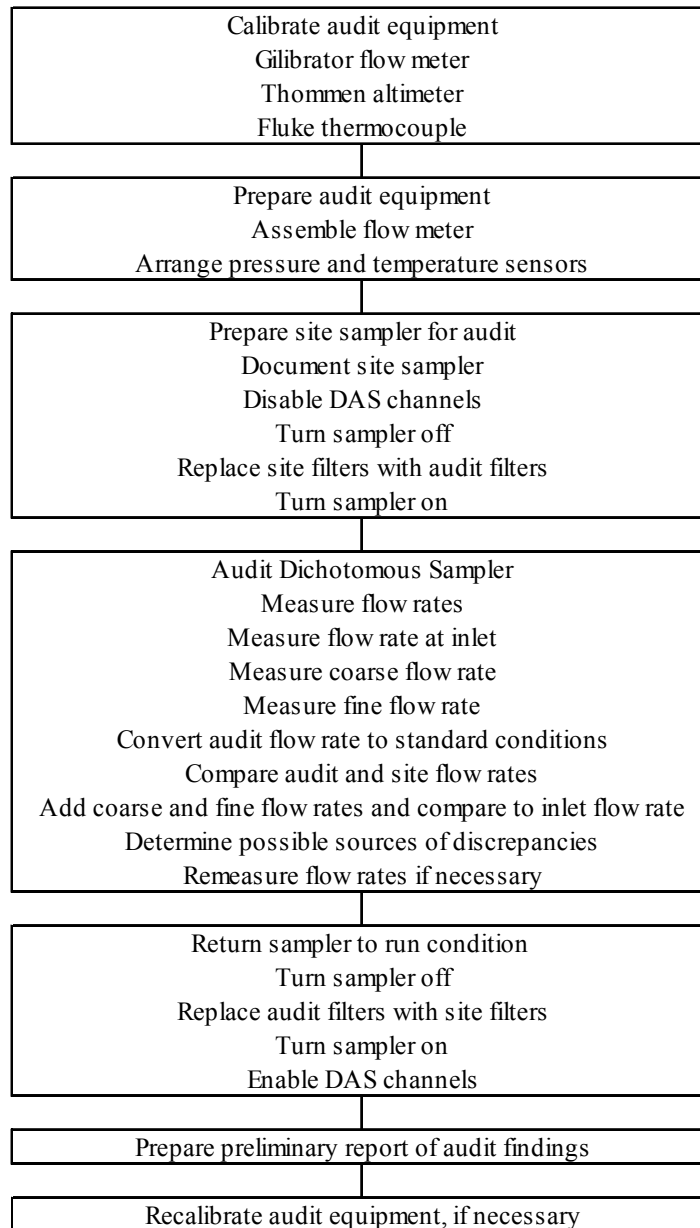 Calibrate audit equipment
Gilibrator flow meter
Thommen altimeter
Fluke thermocouple
Prepare audit equipment
Assemble flow meter
Arrange pressure and temperature sensors
Prepare site sampler for audit
Document site sampler
Disable DAS channels
Turn sampler off
Replace site filters with audit filters
Turn sampler on
Audit Dichotomous Sampler
Measure flow rates
Measure flow rate at inlet
Measure coarse flow rate
Measure fine flow rate
Convert audit flow rate to standard conditions
Compare audit and site flow rates
Add coarse and fine flow rates and compare to inlet flow rate
Determine possible sources of discrepancies
Remeasure flow rates if necessary
Return sampler to run condition
Turn sampler off
Replace audit filters with site filters
Turn sampler on
Enable DAS channels
Prepare preliminary report of audit findings
Recalibrate audit equipment, if necessary